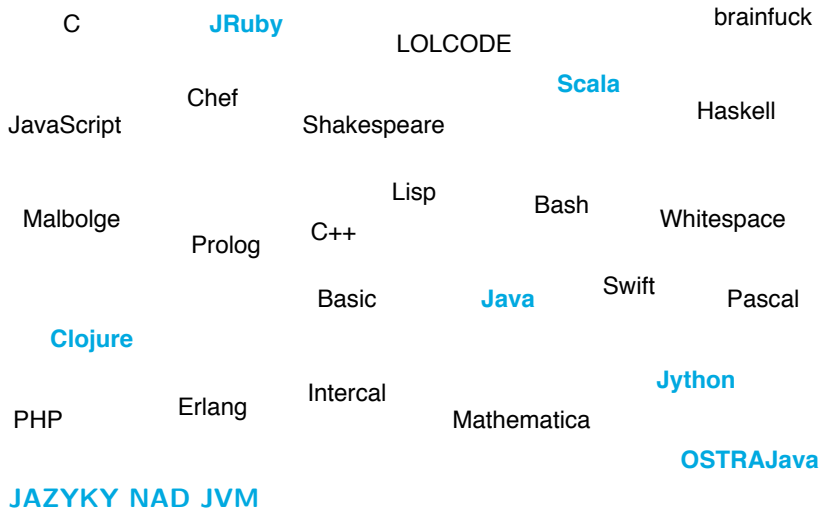 C
JRuby
LOLCODE
brainfuck
Scala
Chef
Haskell
JavaScript
Shakespeare
Lisp
Bash
Malbolge
Whitespace
C++
Prolog
Swift
Basic
Java
Pascal
Clojure
Jython
Intercal
Erlang
PHP
Mathematica
OSTRAJava
JAZYKY NAD JVM